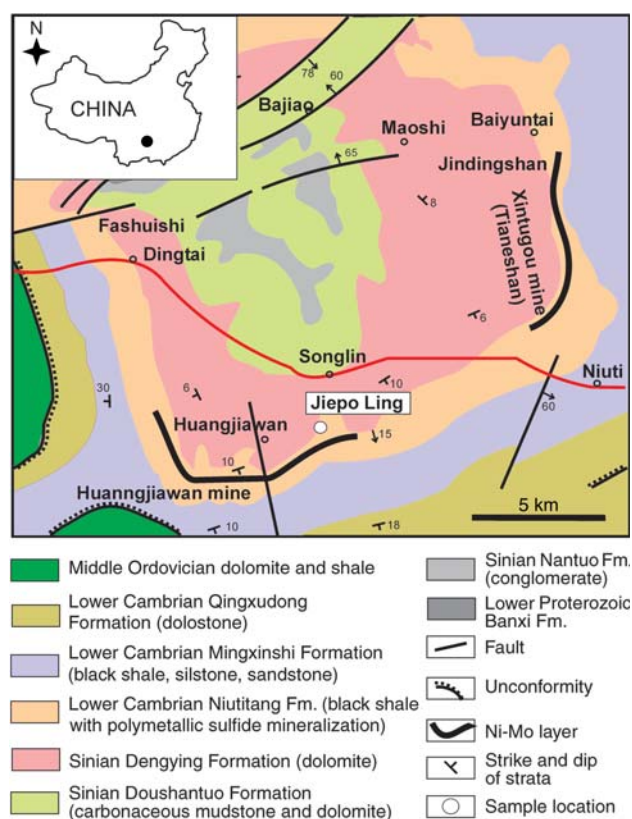 N
CHINA
78
60
Bajiao
Maoshi
Baiyuntai
65
Jindingshan
8
Xintugou mine
(Tianeshan)
Fashuishi
Dingtai
6
Songlin
Niuti
30
6
10
Jiepo Ling
60
Huangjiawan
15
10
Huanngjiawan mine
5 km
10
18
Middle Ordovician dolomite and shale
Lower Cambrian Qingxudong
Formation (dolostone)
Lower Cambrian Mingxinshi Formation
(black shale, silstone, sandstone)
Lower Cambrian Niutitang Fm. (black shale
with polymetallic sulfide mineralization)
Sinian Dengying Formation (dolomite)
Sinian Doushantuo Formation
(carbonaceous mudstone and dolomite)
Sinian Nantuo Fm.
(conglomerate)
Lower Proterozoic
Banxi Fm.
Fault
Unconformity
Ni-Mo layer
Strike and dip
of strata
Sample location